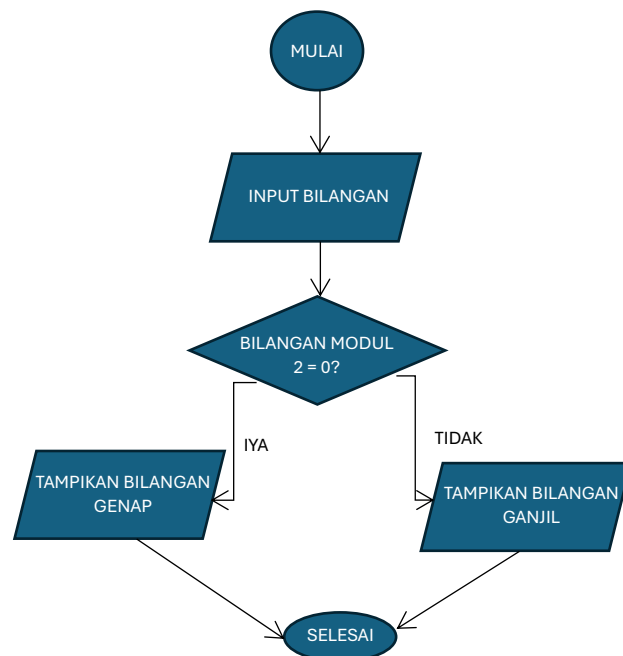 MULAI
INPUT BILANGAN
BILANGAN MODUL
2 = 0?
IYA
TIDAK
TAMPIKAN BILANGAN
GENAP
TAMPIKAN BILANGAN
GANJIL
SELESAI